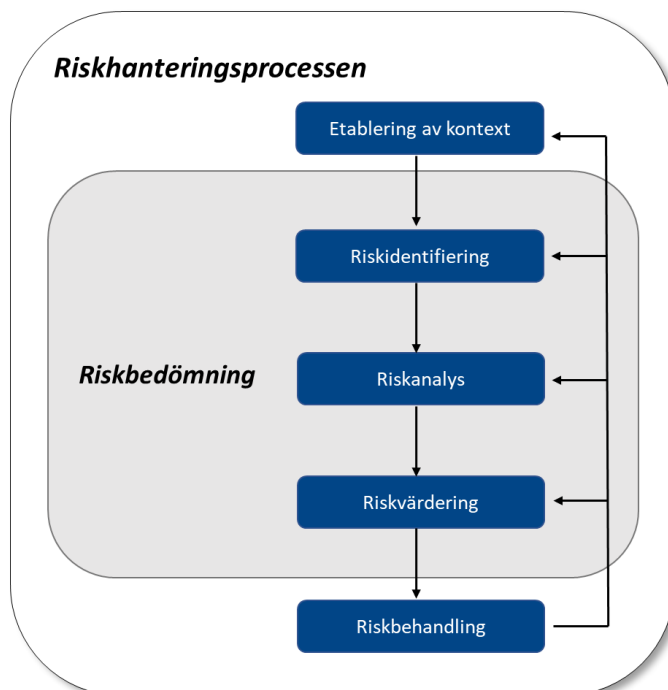 Riskhanteringsprocessen
Etablering av kontext
Riskidentifiering
Riskbedömning
Riskanalys
Riskvärdering
Riskbehandling